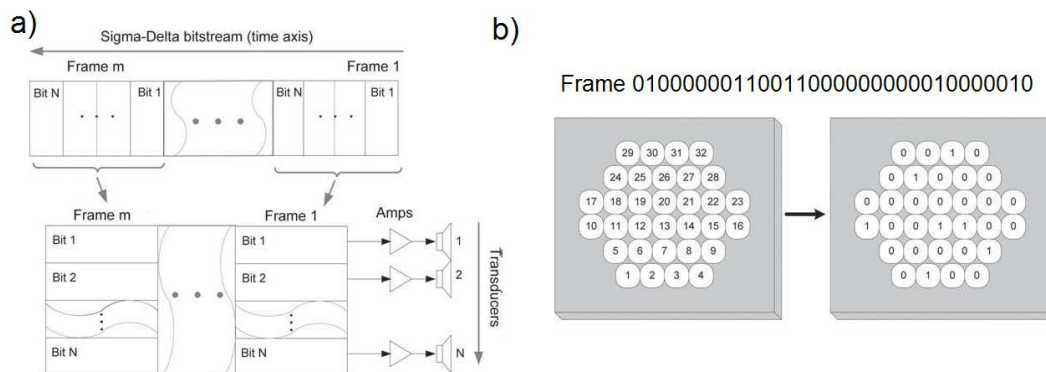 a)
Sigma-Delta bitstream (time axis)
Frame m
Frame 1
Bit N
Bit 1
Bit N
Bit 1
Frame m
Frame 1
Amps
Bit 1
Bit 1
1
Bit 2
Bit 2
2
Bit N
Bit N
N
Transducers
b)
Frame 01000000110011000000000010000010
29 30 31 32
24 25 26 27 28
17 18 19 20 21 22 23
10 11 12 13 14 15 16
5 6 7 8 9
1 2 3 4
0 0 1 0
0 1 0 0 0
0 0 0 0 0 0 0
1 0 0 1 1 0 0
0 0 0 0 1
0 1 0 0